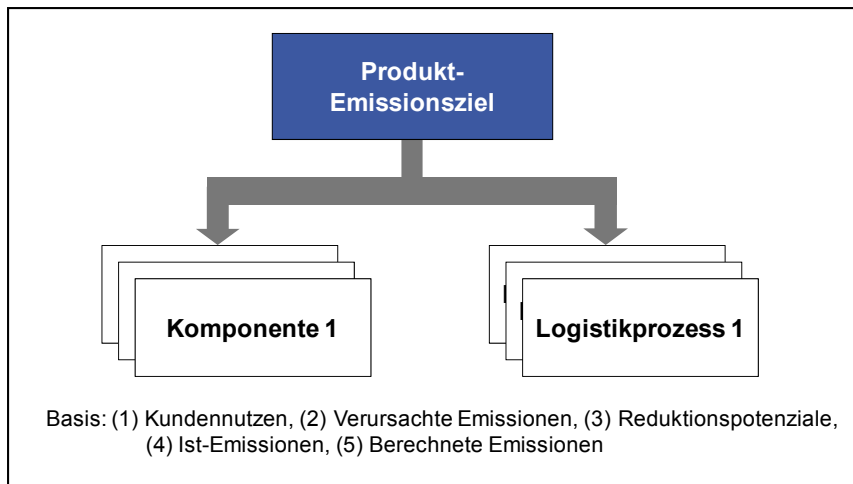 Produkt-
Emissionsziel
Komponente 1
Logistikprozess 1
Basis: (1) Kundennutzen, (2) Verursachte Emissionen, (3) Reduktionspotenziale,
(4) Ist-Emissionen, (5) Berechnete Emissionen